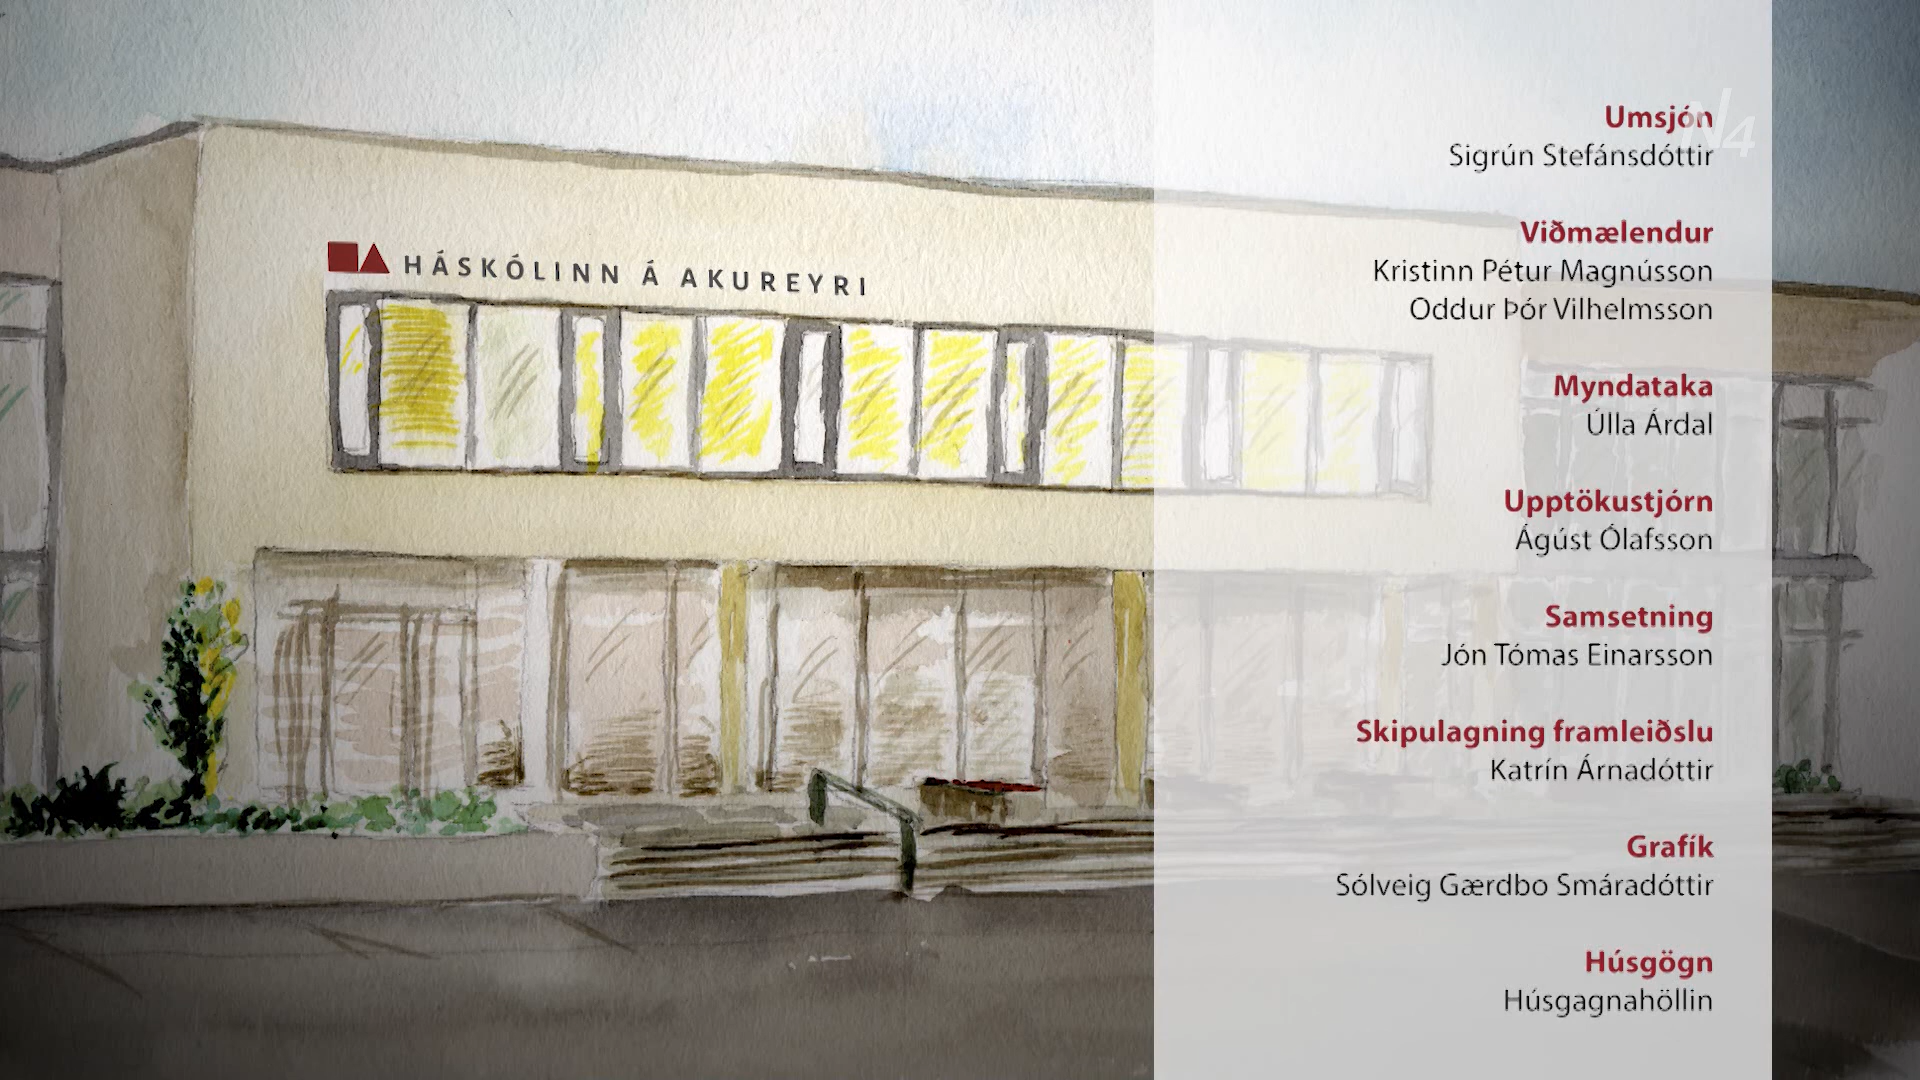 HÁSKÓLINN Á AKUREYRI
N4
Umsjón
Sigrún Stefánsdóttir
Viðmælendur
Kristinn Pétur Magnússon
Oddur Þór Vilhelmsson
Myndataka
Úlla Árdal
Upptökustjórn
Ágúst Ólafsson
Samsetning
Jón Tómas Einarsson
Skipulagning framleiðslu
Katrín Árnadóttir
Grafík
Sólveig Gærdbo Smáradóttir
Húsgögn
Húsgagnahöllin